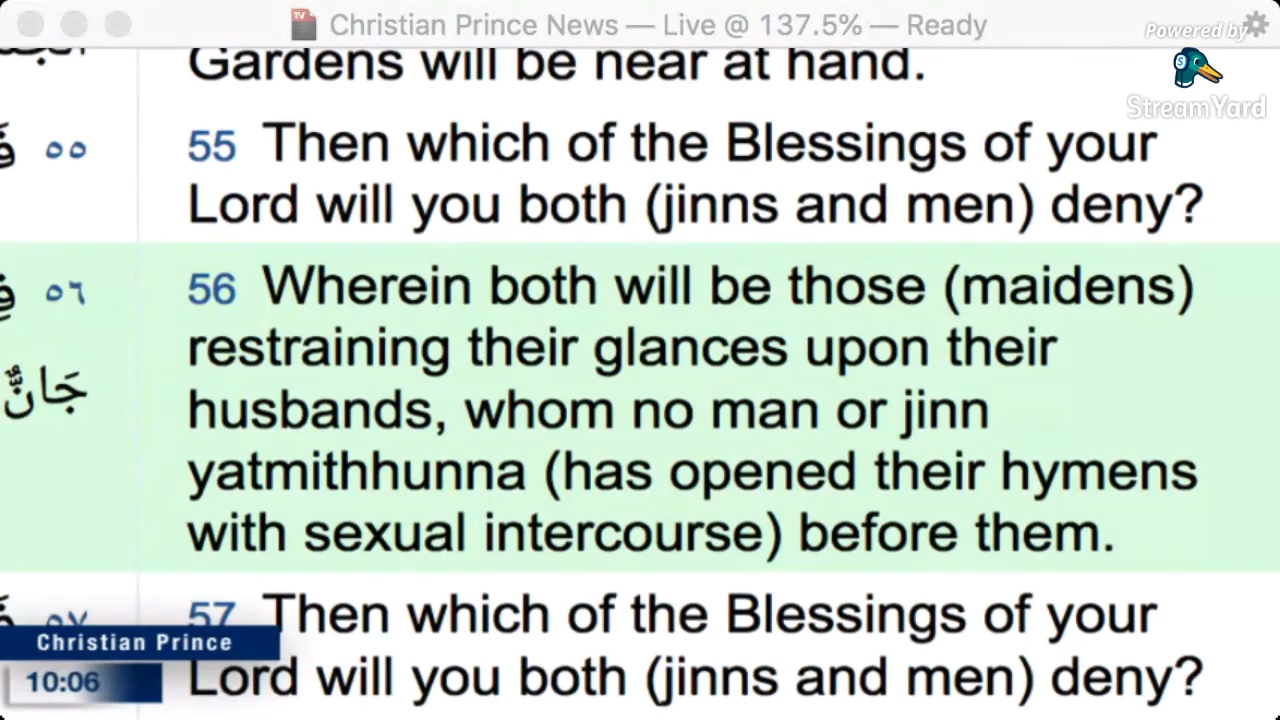 Christian Prince News — Live @ 137.5% — Ready
Powered by
StreamYard
Gardens will be near at hand.
٥٥
55 Then which of the Blessings of your
Lord will you both (jinns and men) deny?
٥٦
56 Wherein both will be those (maidens)
restraining their glances upon their
husbands, whom no man or jinn
yatmithhunna (has opened their hymens
with sexual intercourse) before them.
جَانٌّ
57 Then which of the Blessings of your
Lord will you both (jinns and men) deny?
Christian Prince
10:06